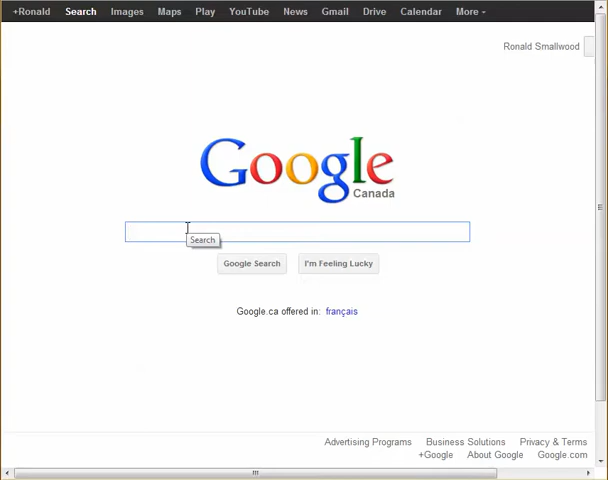 +Ronald Search Images Maps Play YouTube News Gmail Drive Calendar More
Ronald Smallwood
Google
Canada
Search
Google Search I'm Feeling Lucky
Google.ca offered in: français
Advertising Programs Business Solutions Privacy & Terms
+Google About Google Google.com